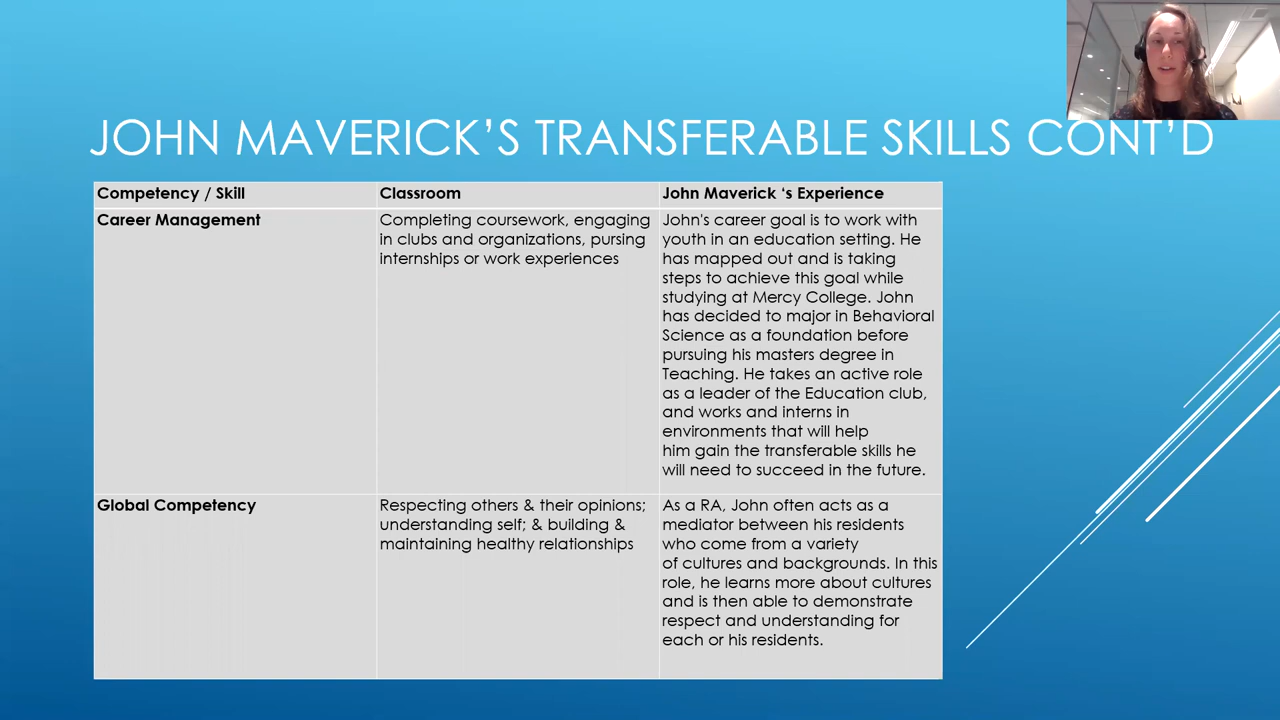 JOHN MAVERICK'S TRANSFERABLE SKILLS CONT'D
Competency / Skill
Classroom
John Maverick ‘s Experience
Career Management
Completing coursework, engaging
in clubs and organizations, pursing
internships or work experiences
John's career goal is to work with
youth in an education setting. He
has mapped out and is taking
steps to achieve this goal while
studying at Mercy College. John
has decided to major in Behavioral
Science as a foundation before
pursuing his masters degree in
Teaching. He takes an active role
as a leader of the Education club,
and works and interns in
environments that will help
him gain the transferable skills he
will need to succeed in the future.
Global Competency
Respecting others & their opinions;
understanding self; & building &
maintaining healthy relationships
As a RA, John often acts as a
mediator between his residents
who come from a variety
of cultures and backgrounds. In this
role, he learns more about cultures
and is then able to demonstrate
respect and understanding for
each or his residents.